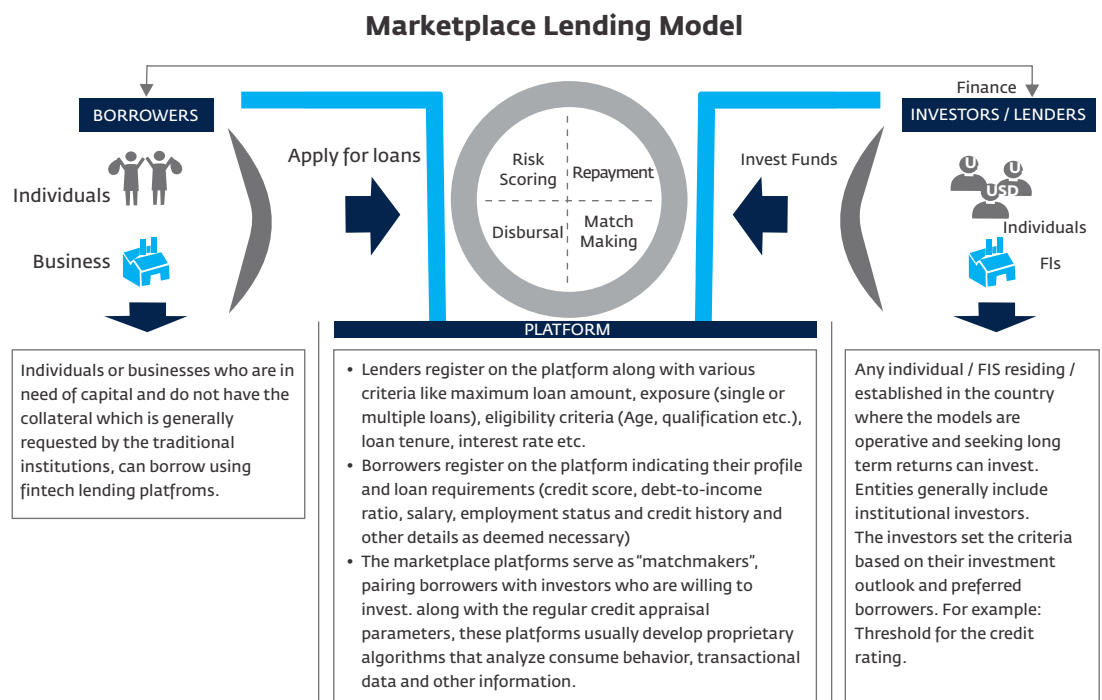 Marketplace Lending Model
Finance
BORROWERS
INVESTORS / LENDERS
Individuals
Business
Apply for loans
Risk
Scoring
Repayment
Disbursal
Match
Making
Invest Funds
U
U
USD
Individuals
FIs
PLATFORM
Individuals or businesses who are in
need of capital and do not have the
collateral which is generally
requested by the traditional
institutions, can borrow using
fintech lending platfroms.
• Lenders register on the platform along with various
criteria like maximum loan amount, exposure (single or
multiple loans), eligibility criteria (Age, qualification etc.),
loan tenure, interest rate etc.
• Borrowers register on the platform indicating their profile
and loan requirements (credit score, debt-to-income
ratio, salary, employment status and credit history and
other details as deemed necessary)
• The marketplace platforms serve as “matchmakers”,
pairing borrowers with investors who are willing to
invest. along with the regular credit appraisal
parameters, these platforms usually develop proprietary
algorithms that analyze consume behavior, transactional
data and other information.
Any individual / FIS residing /
established in the country
where the models are
operative and seeking long
term returns can invest.
Entities generally include
institutional investors.
The investors set the criteria
based on their investment
outlook and preferred
borrowers. For example:
Threshold for the credit
rating.